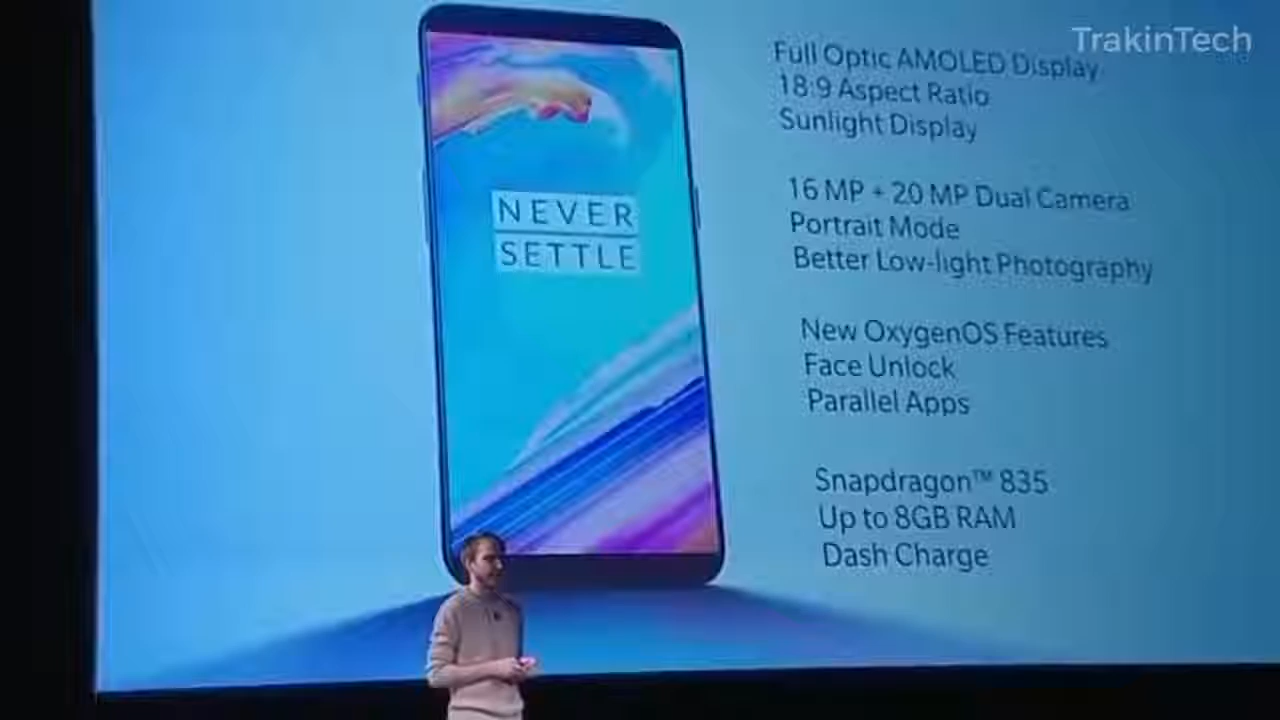 TrakinTech
Full Optic AMOLED Display
18:9 Aspect Ratio
Sunlight Display
16 MP + 20 MP Dual Camera
Portrait Mode
Better Low-light Photography
NEVER
SETTLE
New OxygenOS Features
Face Unlock
Parallel Apps
Snapdragon™ 835
Up to 8GB RAM
Dash Charge